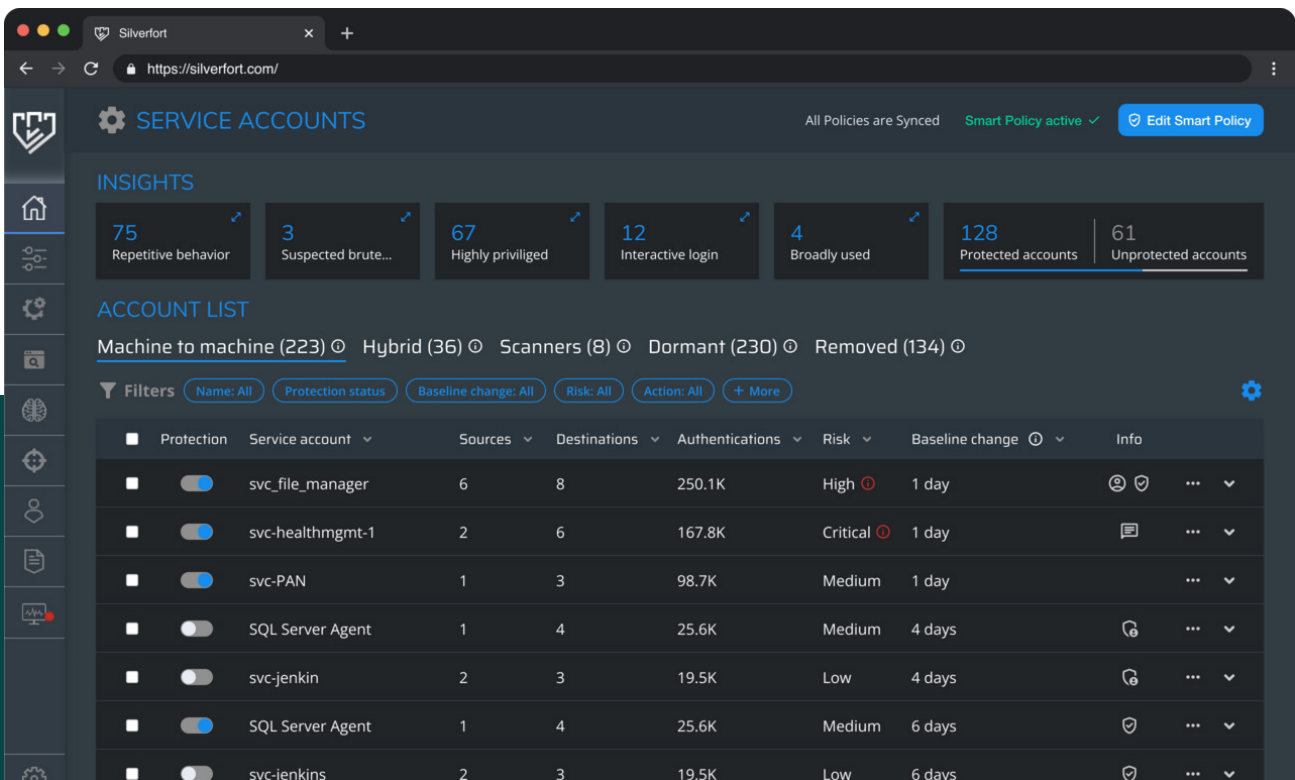 Silverfort
https://silverfort.com/
SERVICE ACCOUNTS
All Policies are Synced
Smart Policy active
Edit Smart Policy
INSIGHTS
75
Repetitive behavior
3
Suspected brute...
67
Highly priviliged
12
Interactive login
4
Broadly used
128
Protected accounts
61
Unprotected accounts
ACCOUNT LIST
Machine to machine (223) Hybrid (36) Scanners (8) Dormant (230) Removed (134)
Filters Name: All Protection status Baseline change: All Risk: All Action: All + More
Protection Service account Sources Destinations Authentications Risk Baseline change Info
svc_file_manager 6 8 250.1K High 1 day
svc-healthmgmt-1 2 6 167.8K Critical 1 day
svc-PAN 1 3 98.7K Medium 1 day
SQL Server Agent 1 4 25.6K Medium 4 days
svc-jenkin 2 3 19.5K Low 4 days
SQL Server Agent 1 4 25.6K Medium 6 days
svc-jenkins 2 3 19.5K Low 6 days